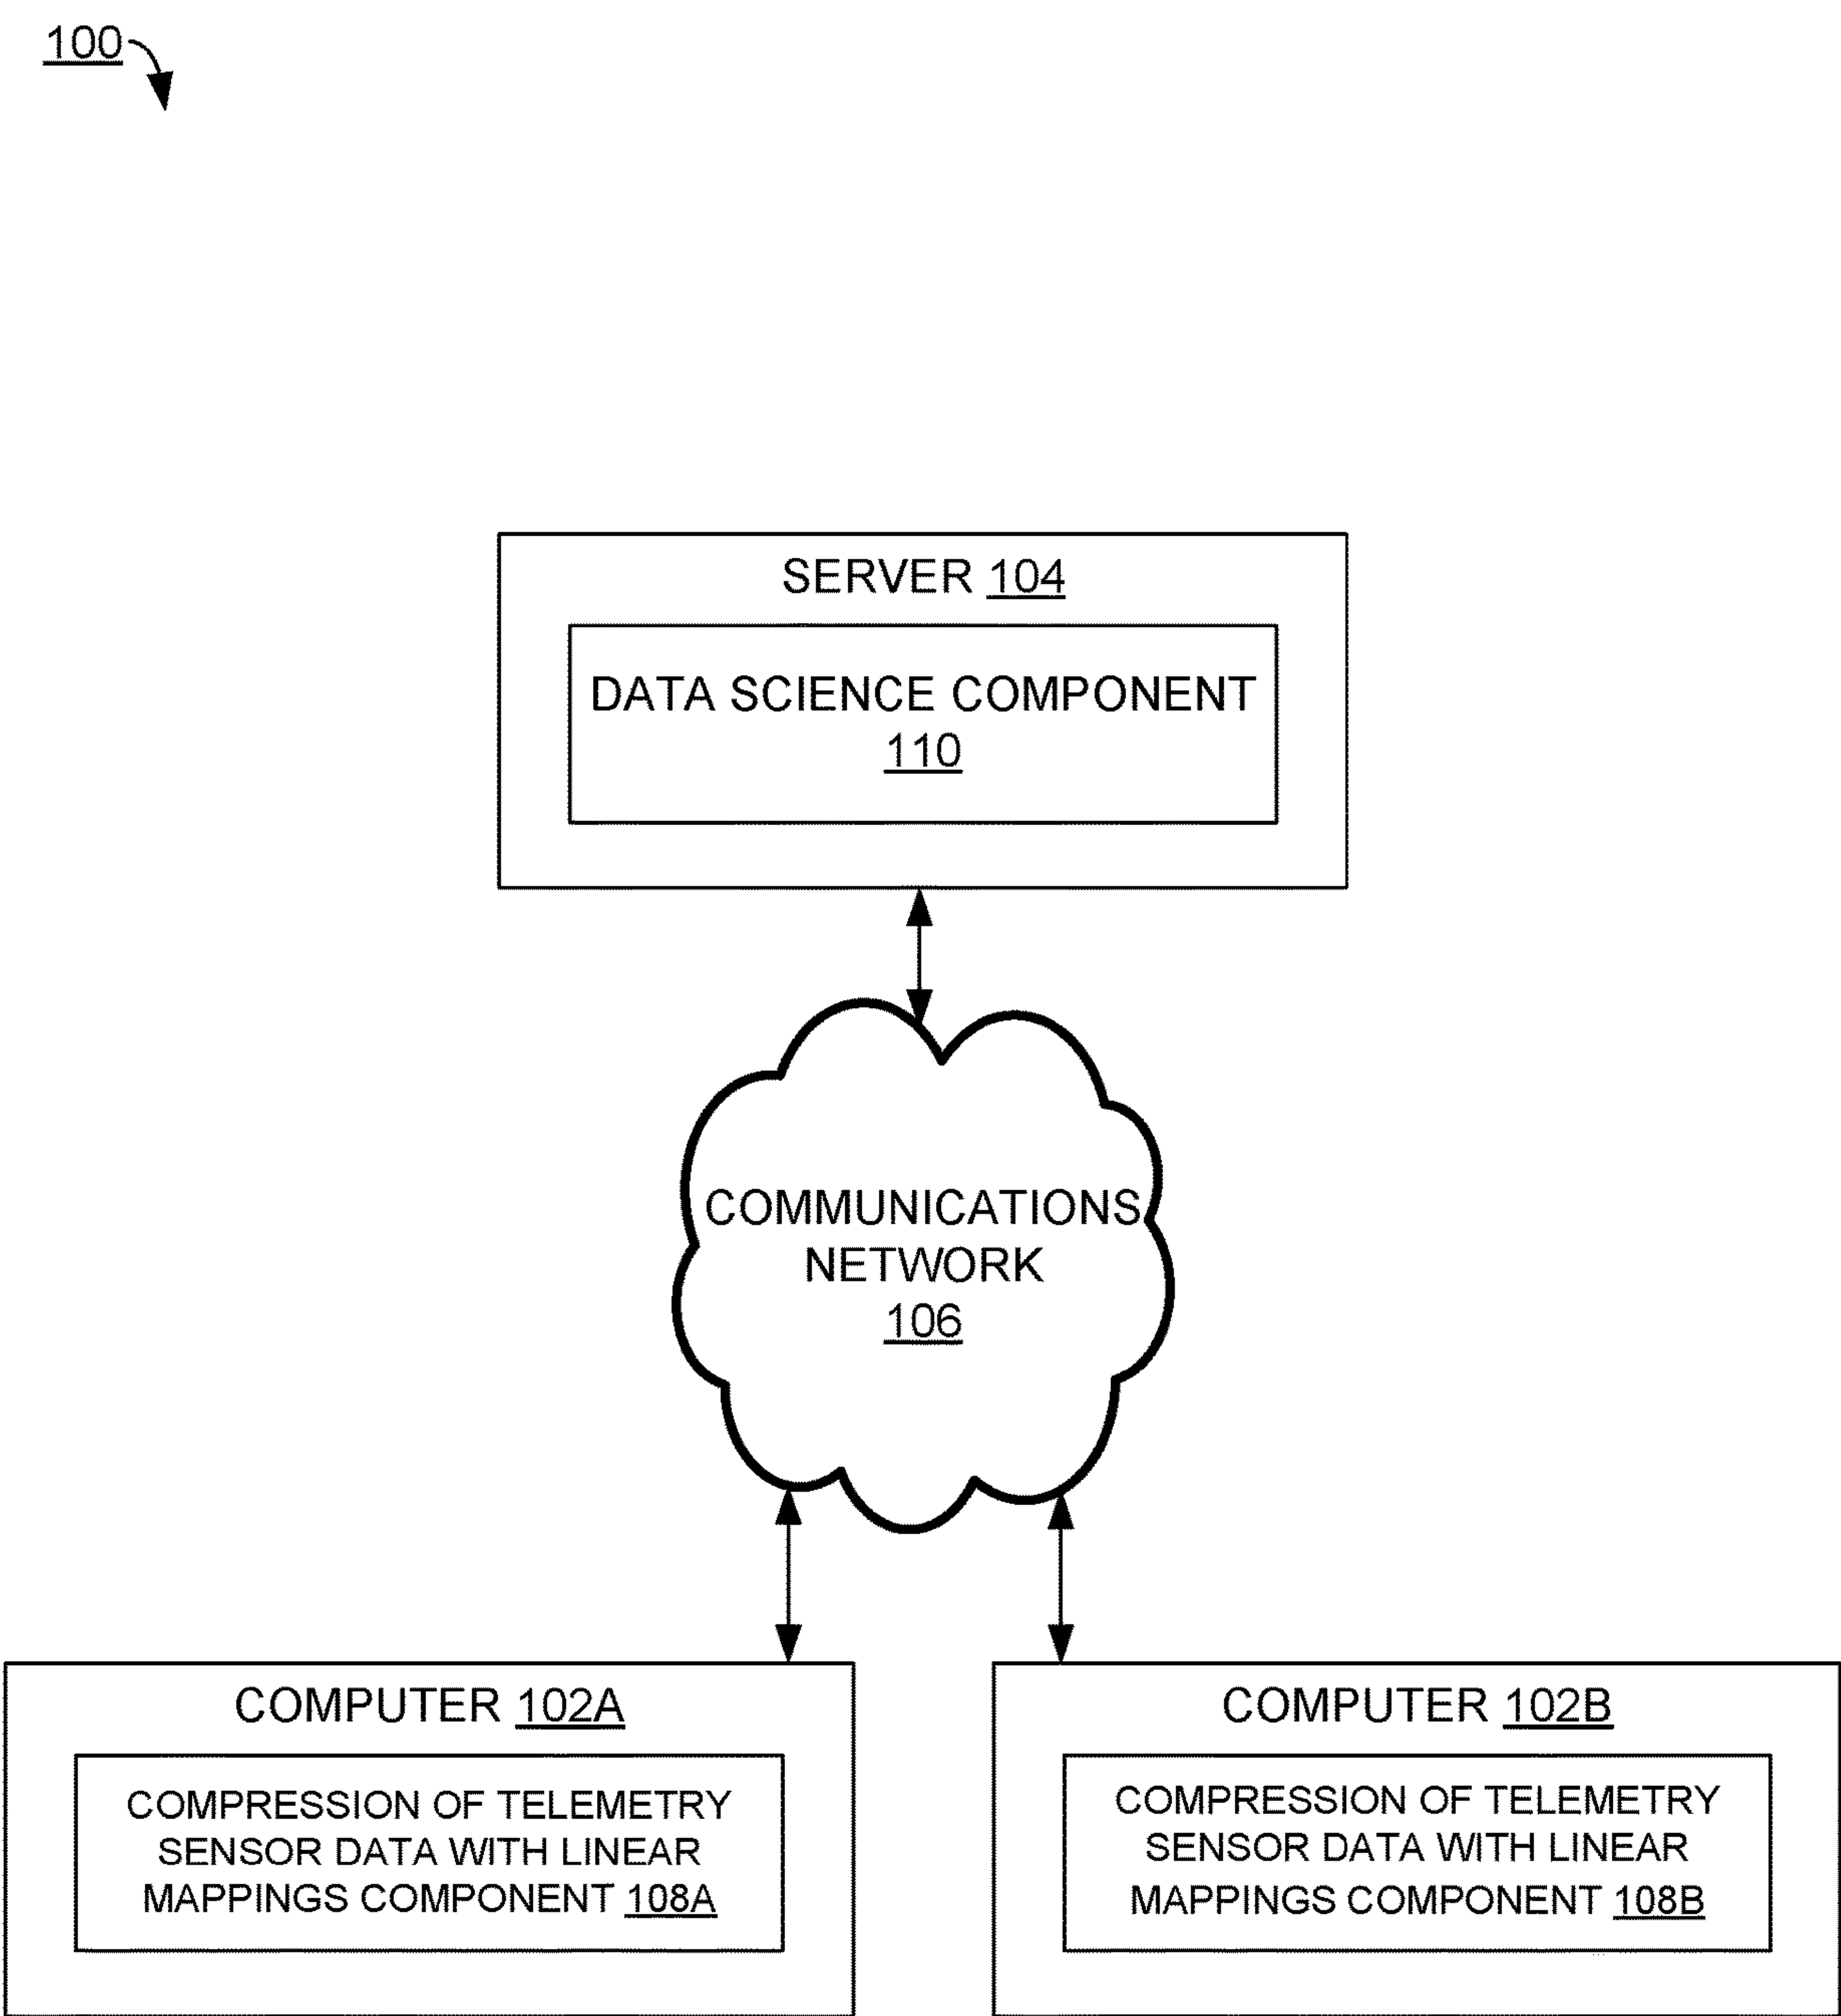 100
SERVER 104
DATA SCIENCE COMPONENT
110
COMMUNICATIONS
NETWORK
106
COMPUTER 102A
COMPRESSION OF TELEMETRY
SENSOR DATA WITH LINEAR
MAPPINGS COMPONENT 108A
COMPUTER 102B
COMPRESSION OF TELEMETRY
SENSOR DATA WITH LINEAR
MAPPINGS COMPONENT 108B